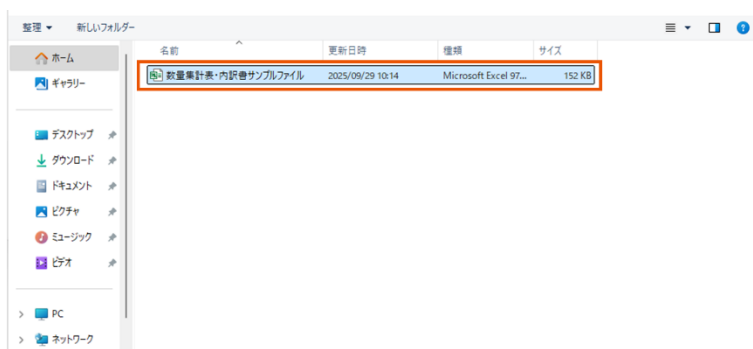 整理 新しいフォルダー
名前 更新日時 種類 サイズ
ホーム
数量集計表・内訳書サンプルファイル 2025/09/29 10:14 Microsoft Excel 97... 152 KB
ギャラリー
デスクトップ
ダウンロード
ドキュメント
ピクチャ
ミュージック
ビデオ
PC
ネットワーク